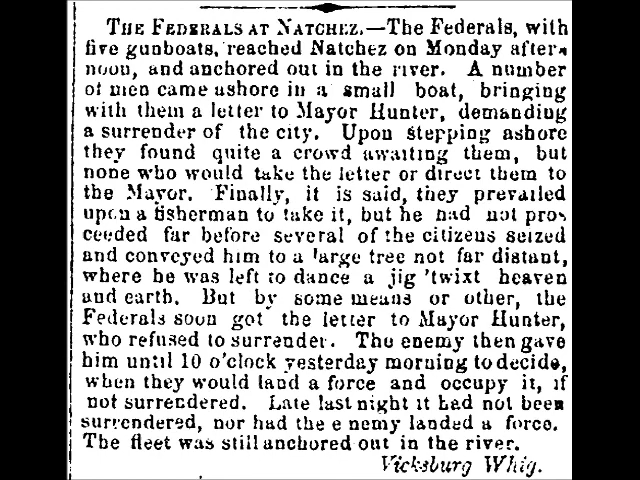 THE FEDERALS AT NATCHEZ.—The Federals, with
five gunboats, reached Natchez on Monday after-
noon, and anchored out in the river. A number
of men came ashore in a small boat, bringing
with them a letter to Mayor Hunter, demanding
a surrender of the city. Upon stepping ashore
they found quite a crowd awaiting them, but
none who would take the letter or direct them to
the Mayor. Finally, it is said, they prevailed
upon a fisherman to take it, but he had not pro-
ceeded far before several of the citizens seized
and conveyed him to a large tree not far distant,
where he was left to dance a jig 'twixt heaven
and earth. But by some means or other, the
Federals soon got the letter to Mayor Hunter,
who refused to surrender. The enemy then gave
him until 10 o'clock yesterday morning to decide,
when they would land a force and occupy it, if
not surrendered. Late last night it had not been
surrendered, nor had the enemy landed a force.
The fleet was still anchored out in the river.
Vicksburg Whig.